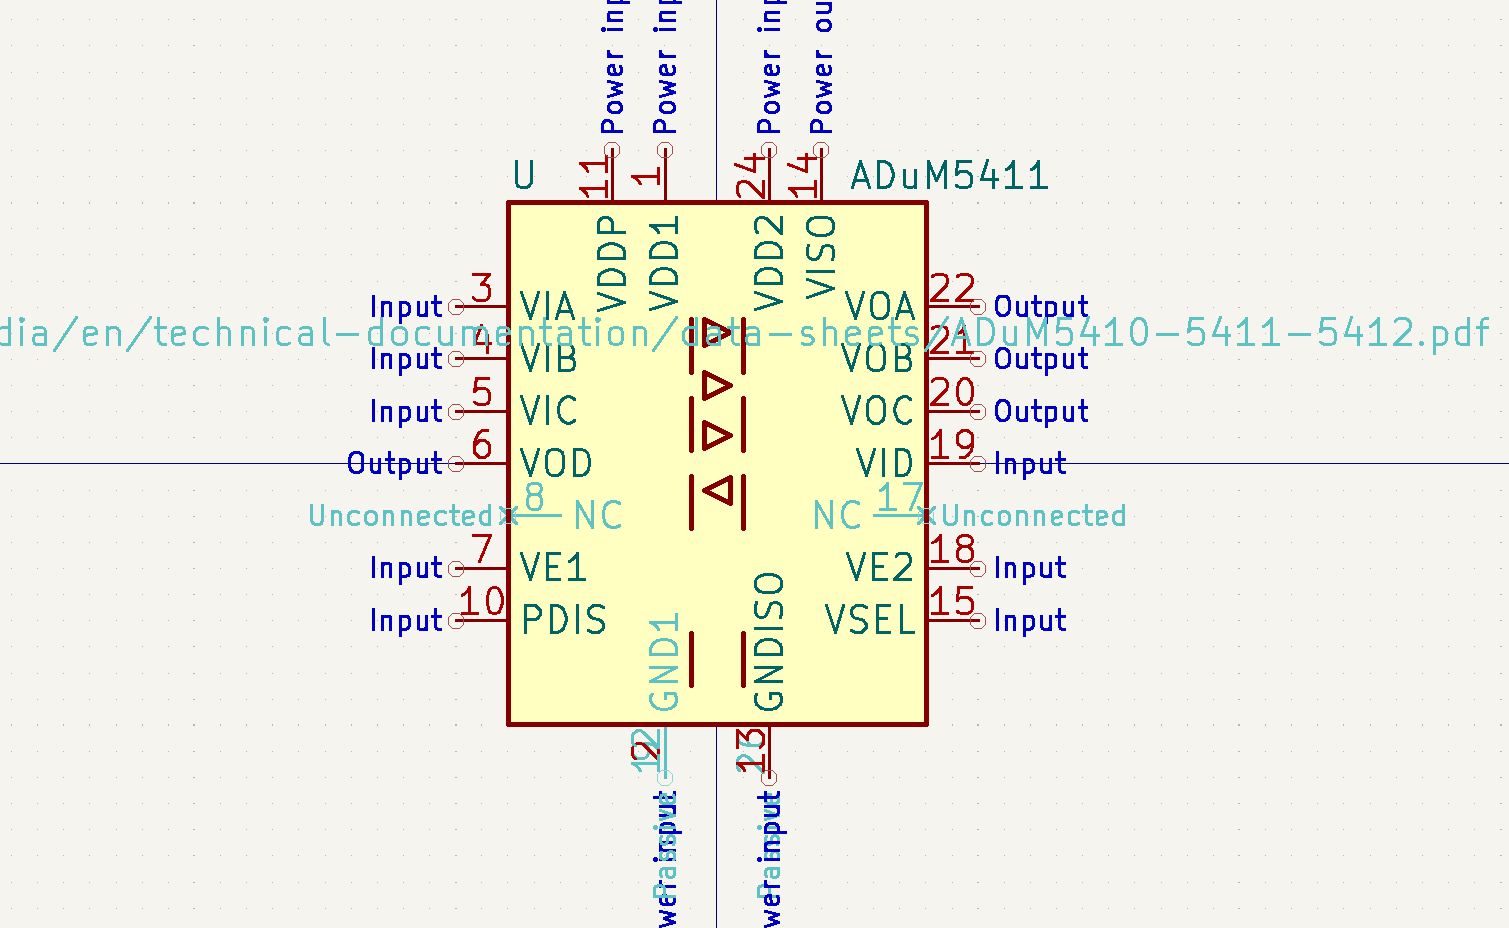 Power inp
Power inp
Power inp
Power ou
11
1
24
14
U
ADuM5411
VDDP
VDD1
VDD2
VISO
Input 3 VIA
VOA 22 Output
dia/en/technical-documentation/data-sheets/ADuM5410-5411-5412.pdf
Input 4 VIB
VOB 21 Output
Input 5 VIC
VOC 20 Output
Output 6 VOD
VID 19 Input
Unconnected 8 NC
NC 17 Unconnected
Input 7 VE1
VE2 18 Input
Input 10 PDIS
VSEL 15 Input
GND1
GNDISO
2
13
wer input
Passive
wer input
Passive